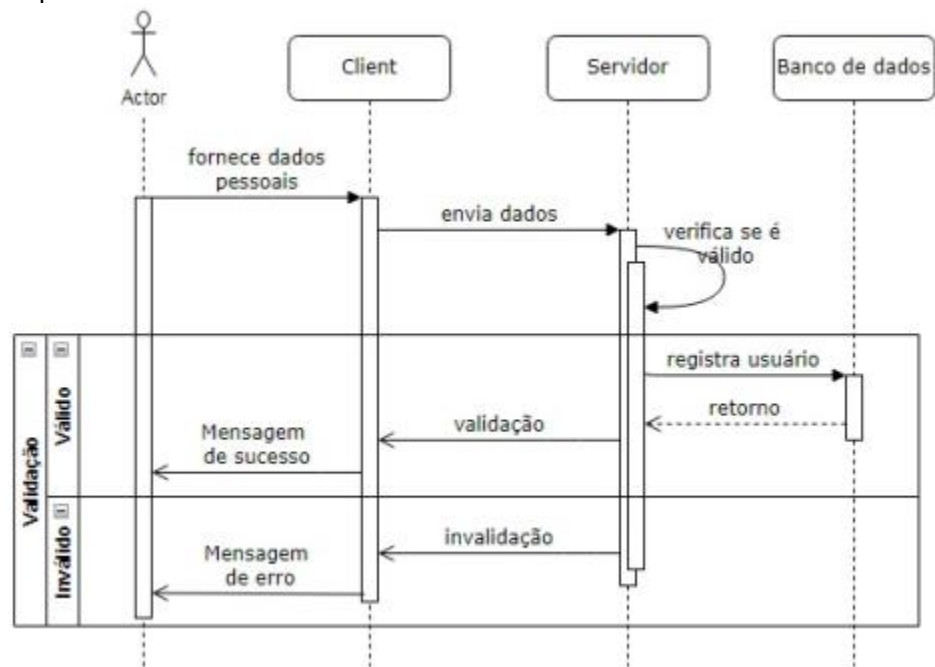 Actor
Client
Servidor
Banco de dados
fornece dados
pessoais
envia dados
verifica se é
válido
Validação
Válido
registra usuário
retorno
validação
Mensagem
de sucesso
Inválido
invalidação
Mensagem
de erro